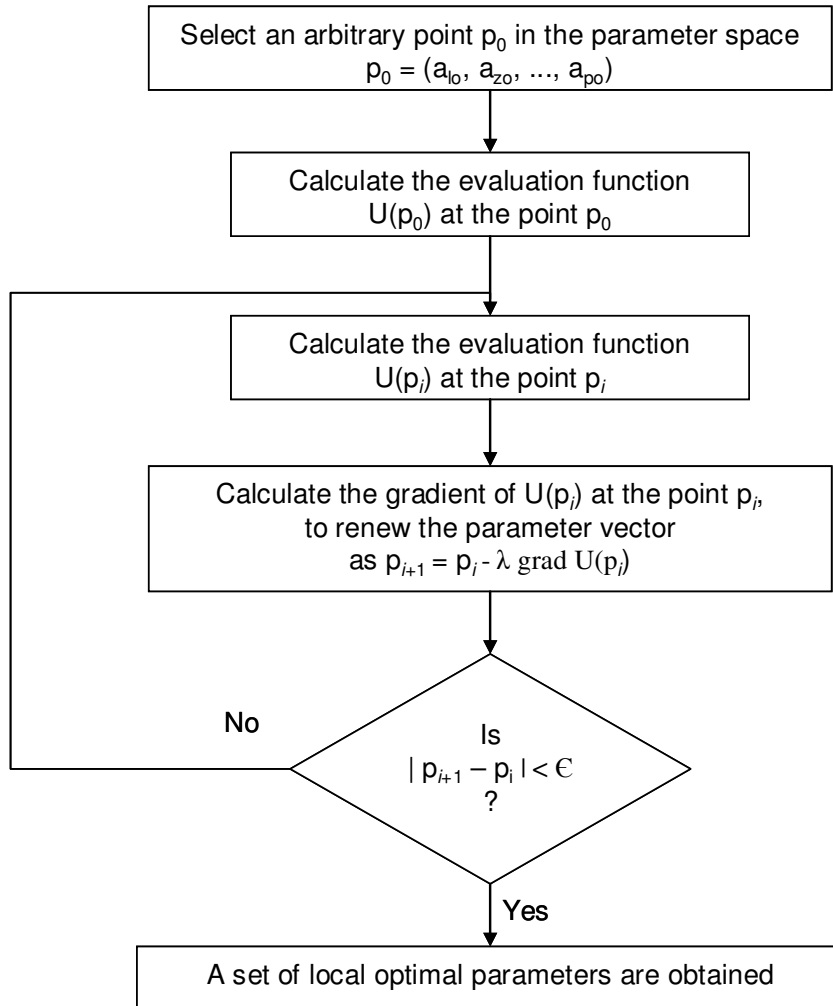 Select an arbitrary point p₀ in the parameter space
p₀ = (a_lo, a_zo, ..., a_po)
Calculate the evaluation function
U(p₀) at the point p₀
Calculate the evaluation function
U(pᵢ) at the point pᵢ
Calculate the gradient of U(pᵢ) at the point pᵢ,
to renew the parameter vector
as pᵢ₊₁ = pᵢ - λ grad U(pᵢ)
No
Is
| pᵢ₊₁ – pᵢ | < Є
?
Yes
A set of local optimal parameters are obtained